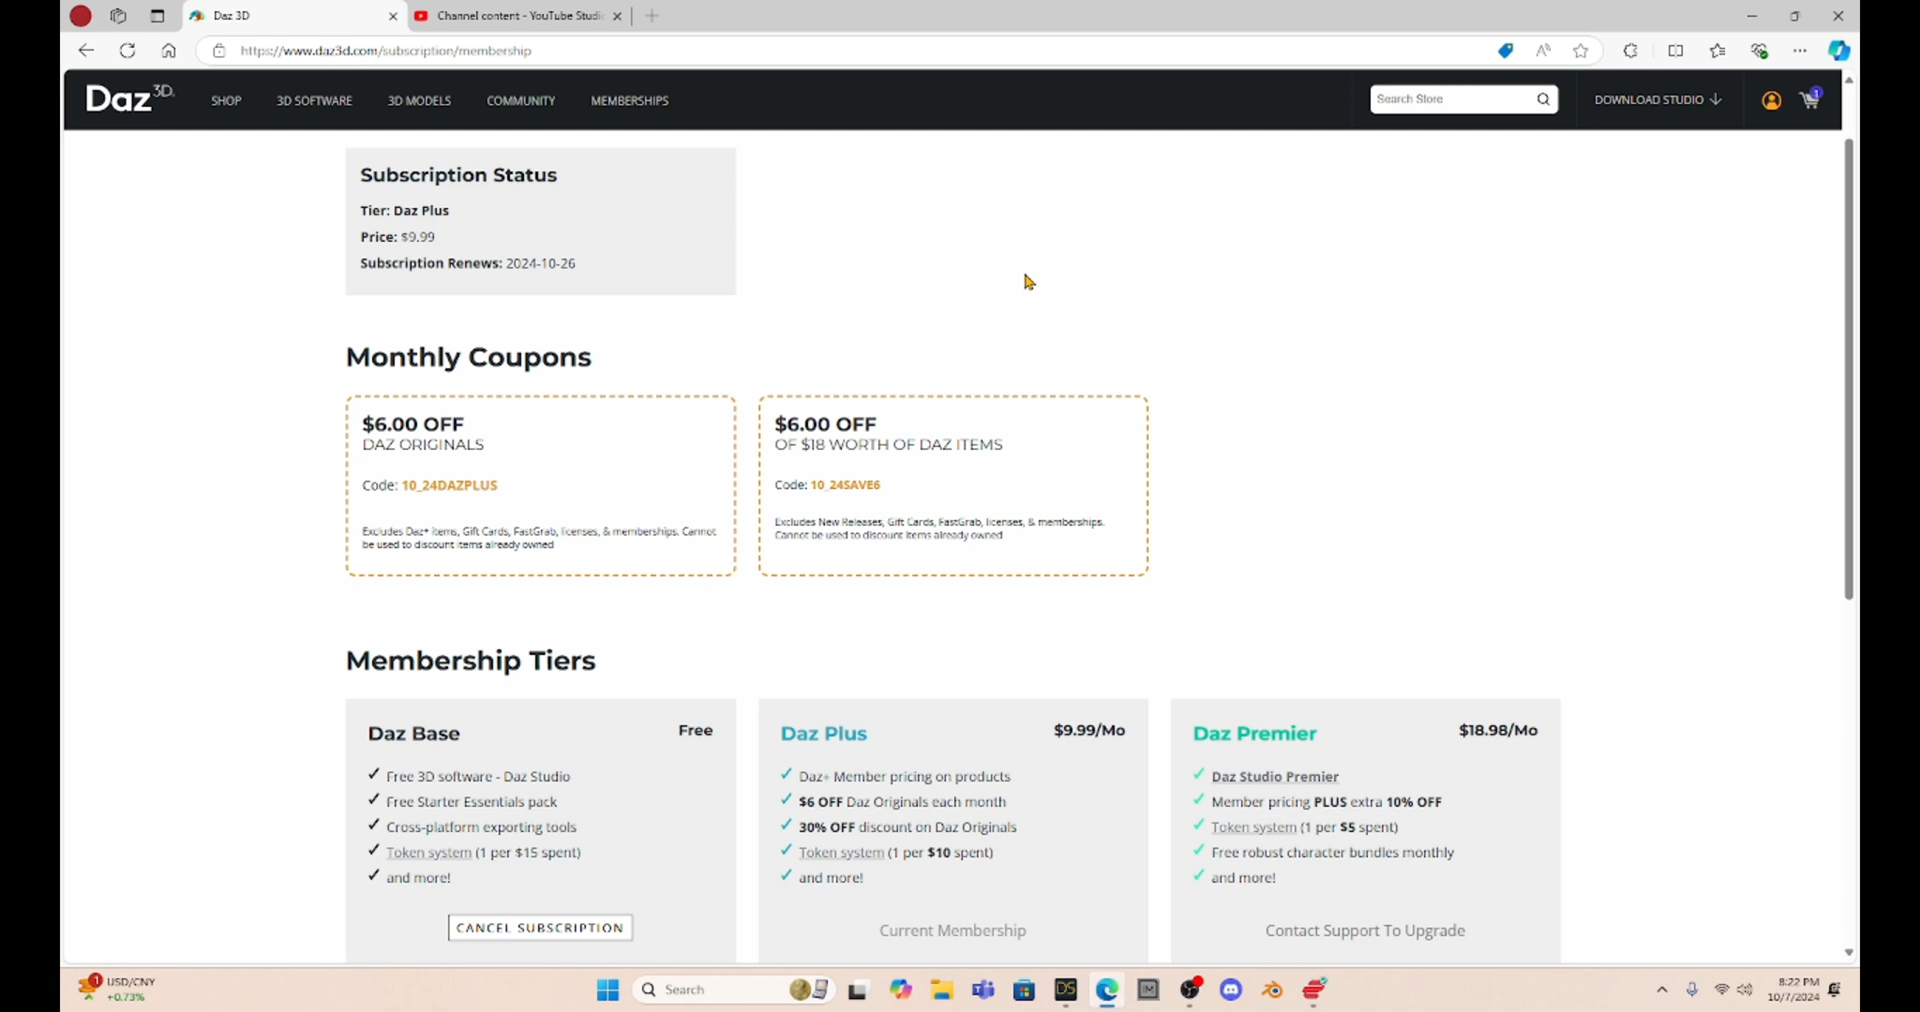 Daz 3D
Channel content - YouTube Studi
https://www.daz3d.com/subscription/membership
Daz 3D.
SHOP
3D SOFTWARE
3D MODELS
COMMUNITY
MEMBERSHIPS
Search Store
DOWNLOAD STUDIO
1
Subscription Status
Tier: Daz Plus
Price: $9.99
Subscription Renews: 2024-10-26
Monthly Coupons
$6.00 OFF
DAZ ORIGINALS
Code: 10_24DAZPLUS
Excludes Daz+ items, Gift Cards, FastGrab, licenses, & memberships. Cannot
be used to discount items already owned
$6.00 OFF
OF $18 WORTH OF DAZ ITEMS
Code: 10_24SAVE6
Excludes New Releases, Gift Cards, FastGrab, licenses, & memberships.
Cannot be used to discount items already owned
Membership Tiers
Daz Base Free
Free 3D software - Daz Studio
Free Starter Essentials pack
Cross-platform exporting tools
Token system (1 per $15 spent)
and more!
CANCEL SUBSCRIPTION
Daz Plus $9.99/Mo
Daz+ Member pricing on products
$6 OFF Daz Originals each month
30% OFF discount on Daz Originals
Token system (1 per $10 spent)
and more!
Current Membership
Daz Premier $18.98/Mo
Daz Studio Premier
Member pricing PLUS extra 10% OFF
Token system (1 per $5 spent)
Free robust character bundles monthly
and more!
Contact Support To Upgrade
1
USD/CNY
+0.73%
Search
DS
8:22 PM
10/7/2024